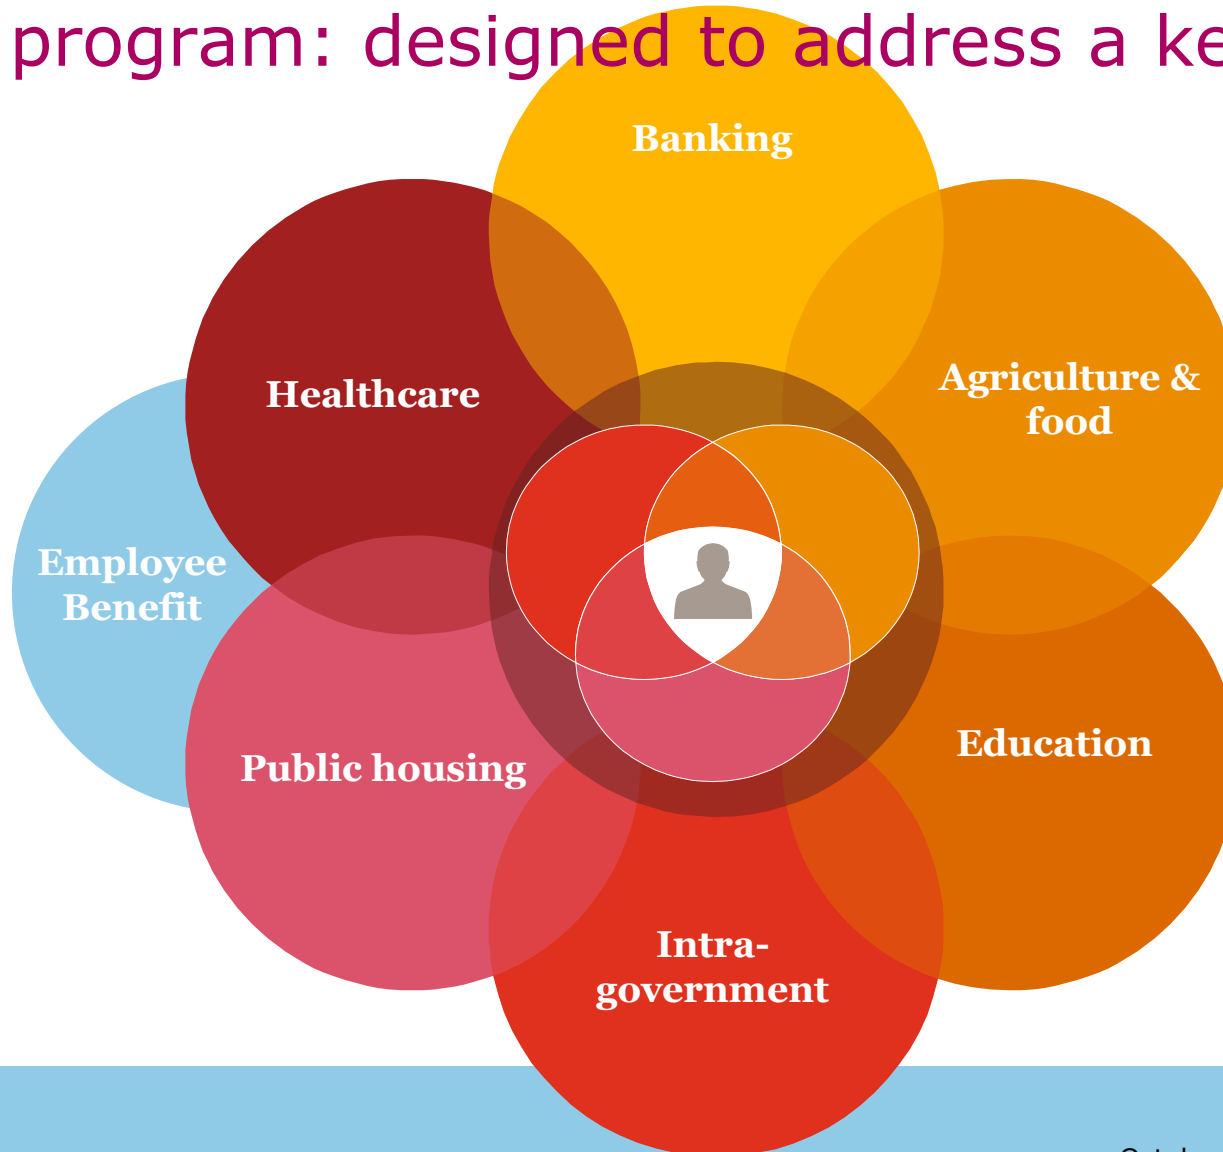 program: designed to address a ke
Banking
Agriculture &
food
Healthcare
Employee
Benefit
Education
Public housing
Intra-
government